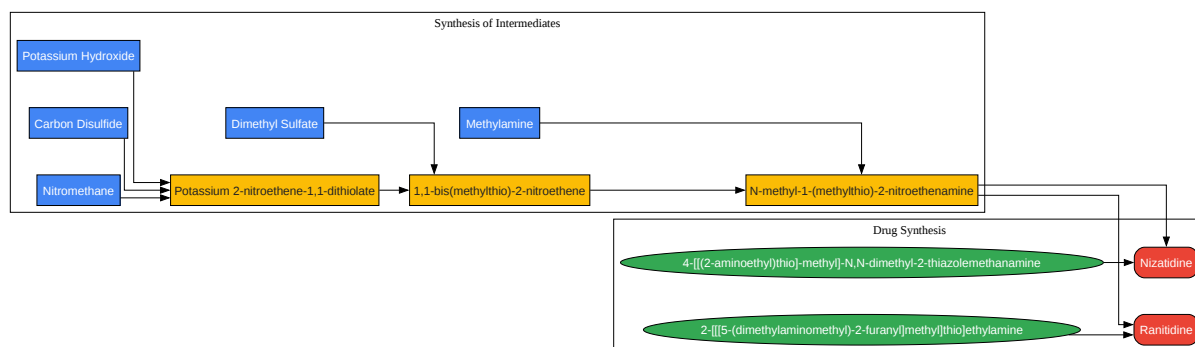 Synthesis of Intermediates
Potassium Hydroxide
Carbon Disulfide
Dimethyl Sulfate
Methylamine
Nitromethane
Potassium 2-nitroethene-1,1-dithiolate
1,1-bis(methylthio)-2-nitroethene
N-methyl-1-(methylthio)-2-nitroethenamine
Drug Synthesis
4-[[(2-aminoethyl)thio]-methyl]-N,N-dimethyl-2-thiazolemethanamine
Nizatidine
2-[[[5-(dimethylaminomethyl)-2-furanyl]methyl]thio]ethylamine
Ranitidine